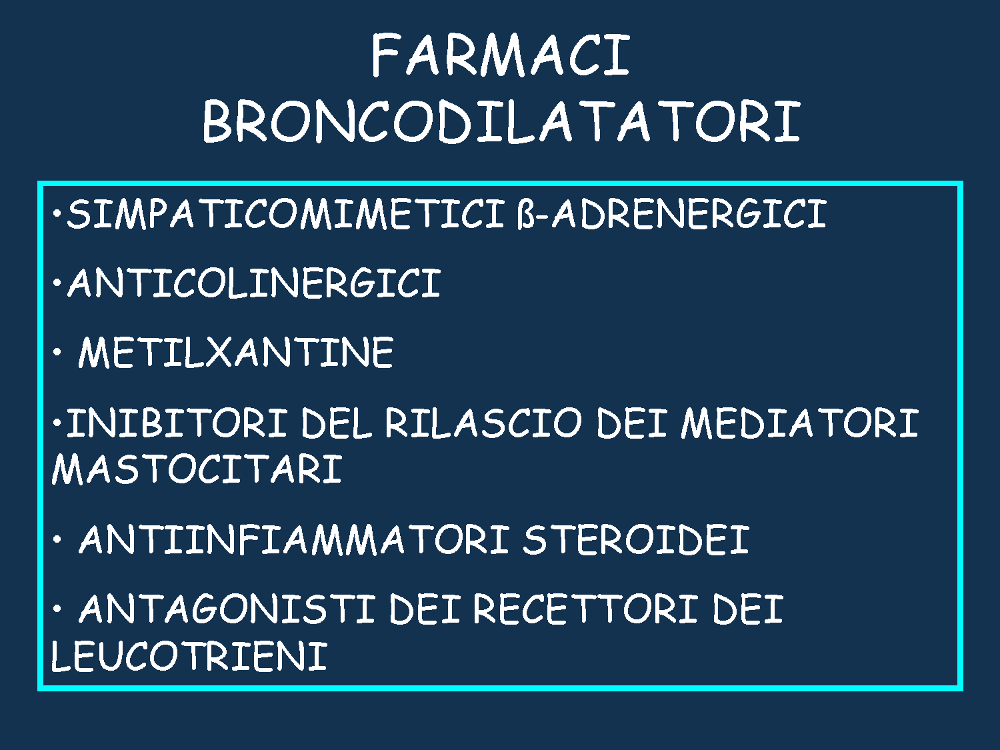 FARMACI
BRONCODILATATORI
•SIMPATICOMIMETICI ß-ADRENERGICI
•ANTICOLINERGICI
• METILXANTINE
•INIBITORI DEL RILASCIO DEI MEDIATORI
MASTOCITARI
• ANTIINFIAMMATORI STEROIDEI
• ANTAGONISTI DEI RECETTORI DEI
LEUCOTRIENI